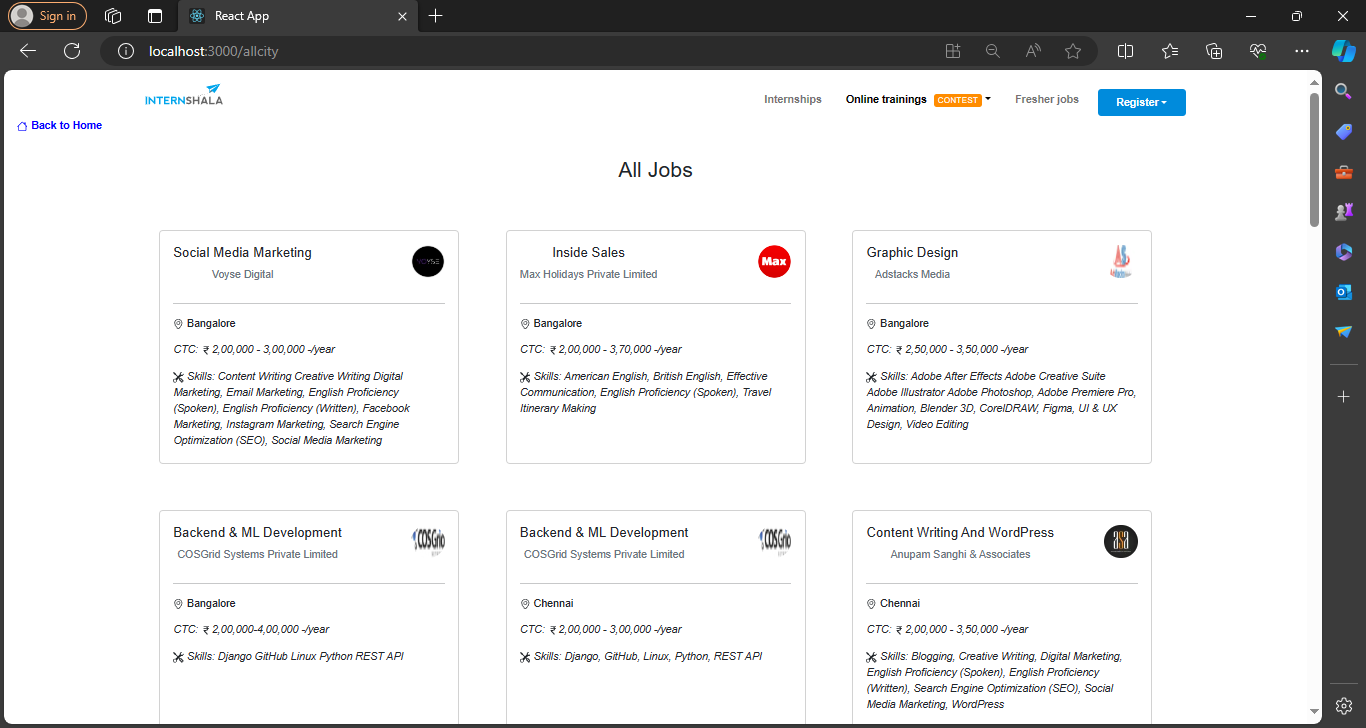 Sign in
React App
localhost:3000/allcity
INTERNSHALA
Internships
Online trainings CONTEST
Fresher jobs
Register
Back to Home
All Jobs
Social Media Marketing
Voyse Digital
VOYSE
Bangalore
CTC: ₹ 2,00,000 - 3,00,000 -/year
Skills: Content Writing Creative Writing Digital
Marketing, Email Marketing, English Proficiency
(Spoken), English Proficiency (Written), Facebook
Marketing, Instagram Marketing, Search Engine
Optimization (SEO), Social Media Marketing
Inside Sales
Max Holidays Private Limited
Max
Bangalore
CTC: ₹ 2,00,000 - 3,70,000 -/year
Skills: American English, British English, Effective
Communication, English Proficiency (Spoken), Travel
Itinerary Making
Graphic Design
Adstacks Media
Bangalore
CTC: ₹ 2,50,000 - 3,50,000 -/year
Skills: Adobe After Effects Adobe Creative Suite
Adobe Illustrator Adobe Photoshop, Adobe Premiere Pro,
Animation, Blender 3D, CorelDRAW, Figma, UI & UX
Design, Video Editing
Backend & ML Development
COSGrid Systems Private Limited
COSGrid
Bangalore
CTC: ₹ 2,00,000-4,00,000 -/year
Skills: Django GitHub Linux Python REST API
Backend & ML Development
COSGrid Systems Private Limited
COSGrid
Chennai
CTC: ₹ 2,00,000 - 3,00,000 -/year
Skills: Django, GitHub, Linux, Python, REST API
Content Writing And WordPress
Anupam Sanghi & Associates
Chennai
CTC: ₹ 2,00,000 - 3,50,000 -/year
Skills: Blogging, Creative Writing, Digital Marketing,
English Proficiency (Spoken), English Proficiency
(Written), Search Engine Optimization (SEO), Social
Media Marketing, WordPress